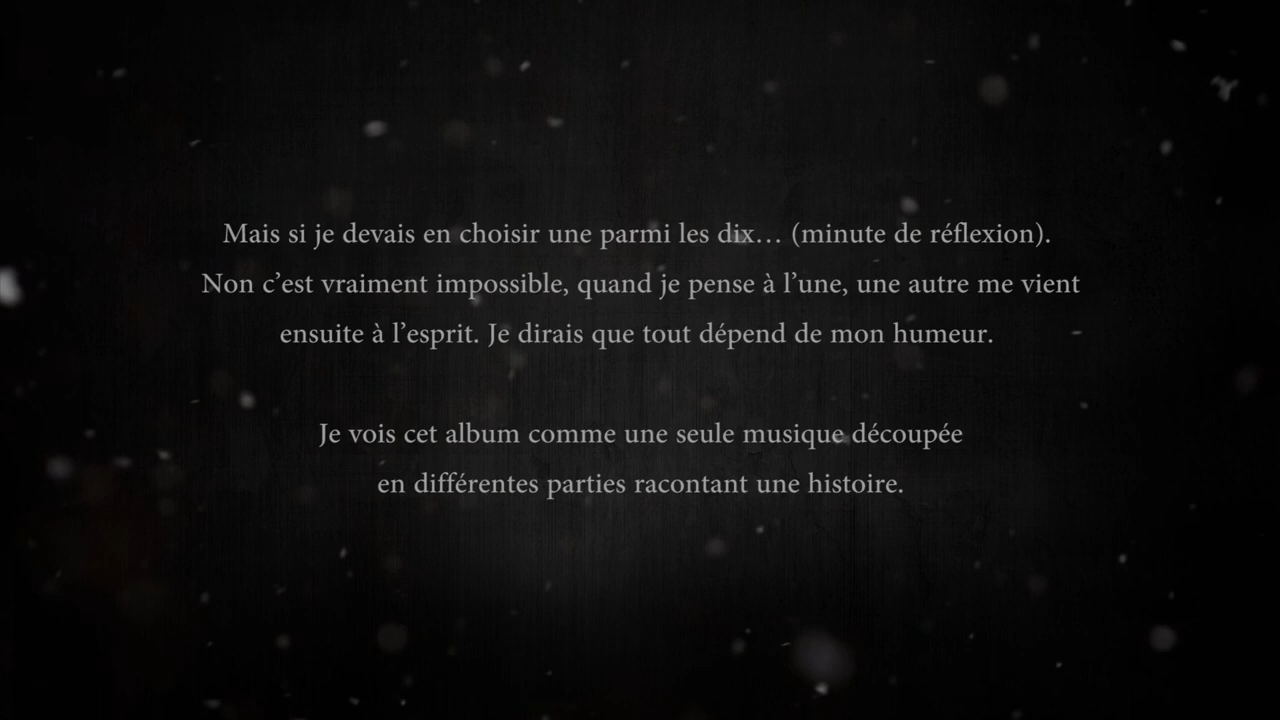 Mais si je devais en choisir une parmi les dix… (minute de réflexion).
Non c’est vraiment impossible, quand je pense à l’une, une autre me vient
ensuite à l’esprit. Je dirais que tout dépend de mon humeur.
Je vois cet album comme une seule musique découpée
en différentes parties racontant une histoire.